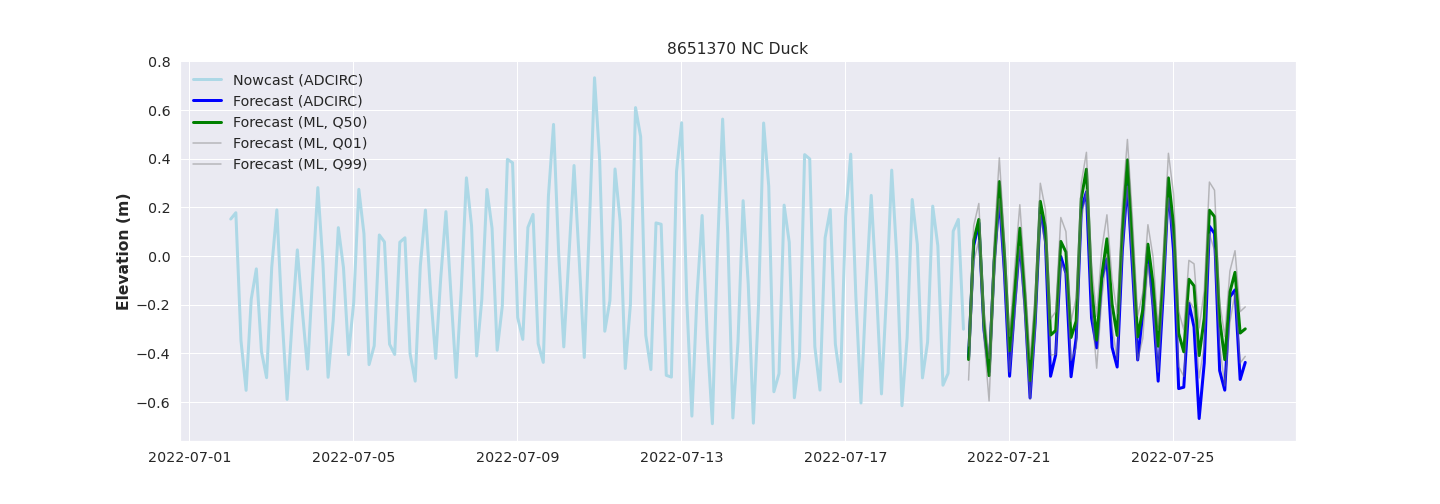 8651370 NC Duck
Elevation (m)
0.8
0.6
0.4
0.2
0.0
−0.2
−0.4
−0.6
Nowcast (ADCIRC)
Forecast (ADCIRC)
Forecast (ML, Q50)
Forecast (ML, Q01)
Forecast (ML, Q99)
2022-07-01 2022-07-05 2022-07-09 2022-07-13 2022-07-17 2022-07-21 2022-07-25